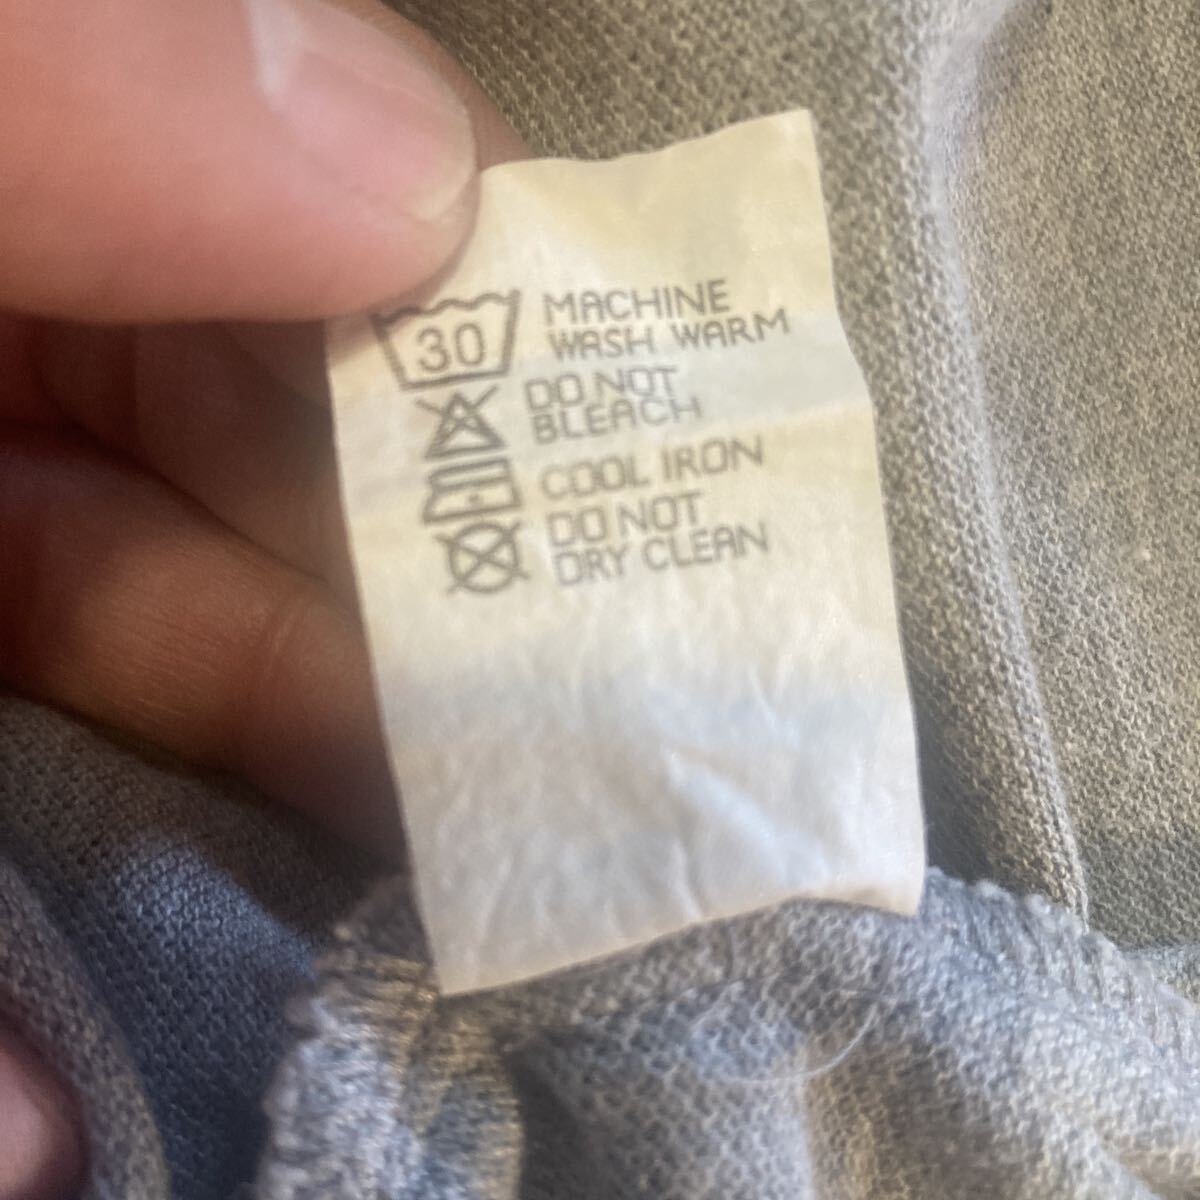 30 MACHINE
WASH WARM
DO NOT
BLEACH
COOL IRON
DO NOT
DRY CLEAN